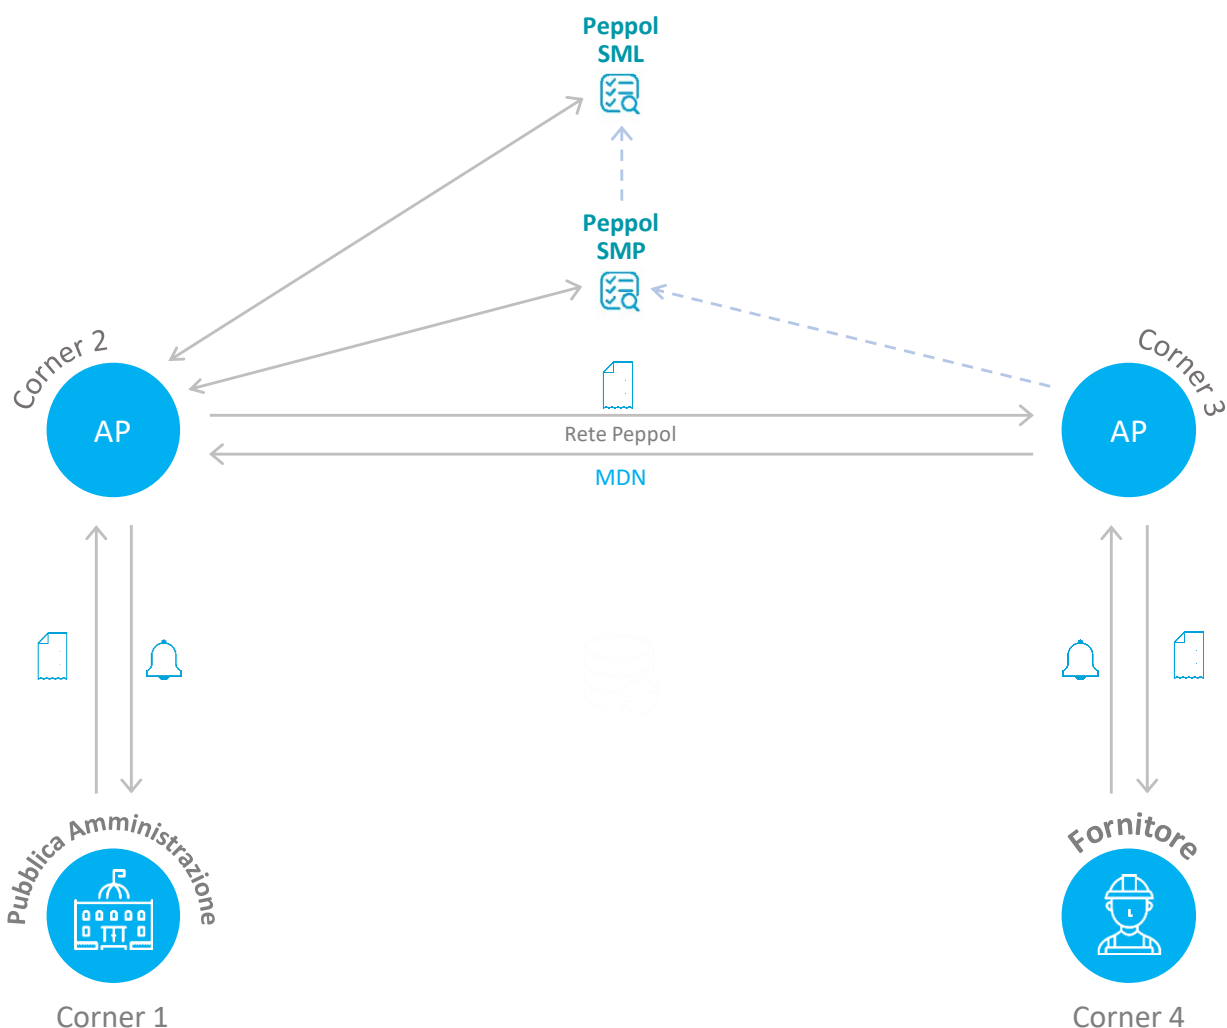 Peppol
SML
Peppol
SMP
Corner 2
Corner 3
AP
Rete Peppol
AP
MDN
Pubblica Amministrazione
Fornitore
Corner 1
Corner 4